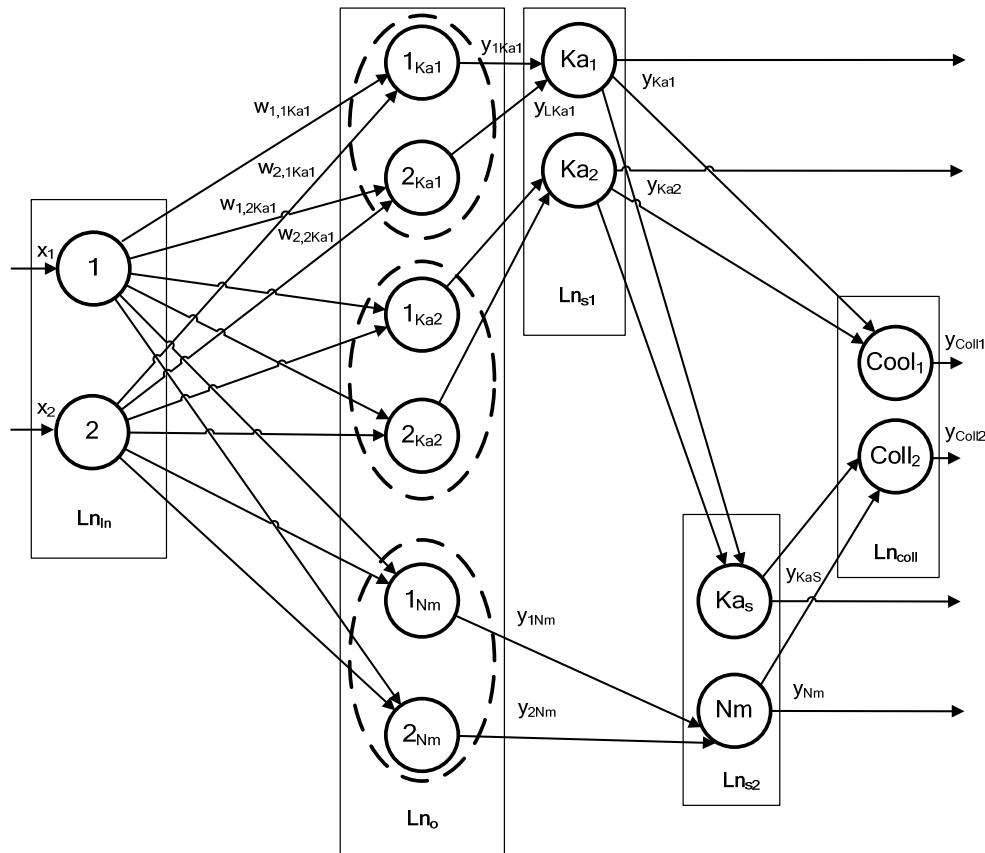 x1
1
x2
2
LnIn
w1,1Ka1
w2,1Ka1
w1,2Ka1
w2,2Ka1
1Ka1
2Ka1
1Ka2
2Ka2
1Nm
2Nm
Lno
y1Ka1
yLKa1
Ka1
Ka2
Lns1
yKa1
yKa2
y1Nm
y2Nm
Kas
Nm
Lns2
yKaS
yNm
Cool1
Coll2
Lncoll
yColl1
yColl2